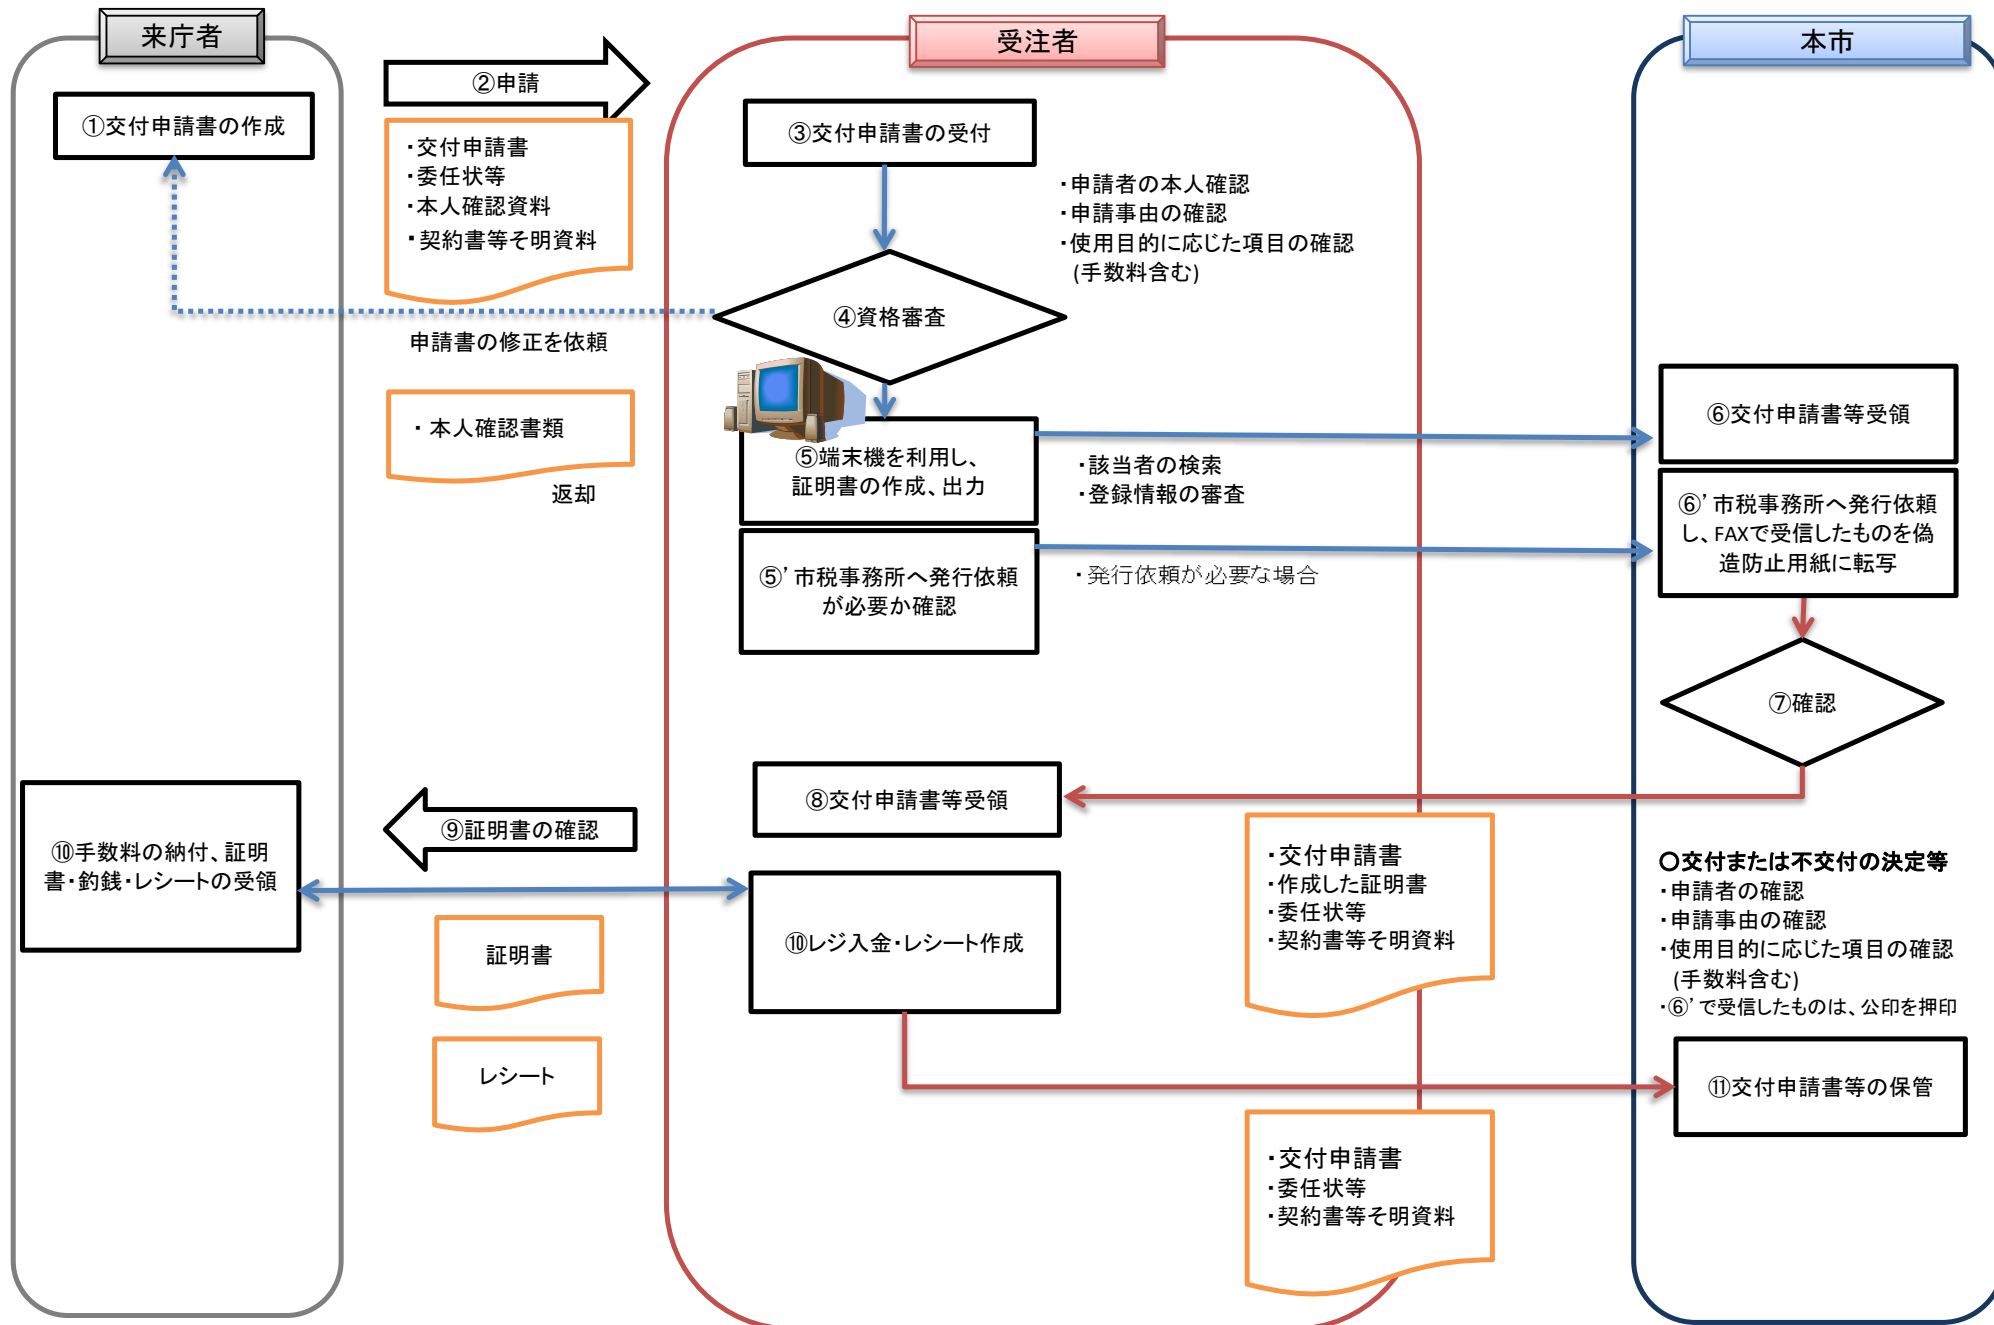 来庁者
受注者
本市
①交付申請書の作成
②申請
・交付申請書
・委任状等
・本人確認資料
・契約書等そ明資料
③交付申請書の受付
・申請者の本人確認
・申請事由の確認
・使用目的に応じた項目の確認
(手数料含む)
④資格審査
申請書の修正を依頼
・本人確認書類
返却
⑤端末機を利用し、
証明書の作成、出力
・該当者の検索
・登録情報の審査
⑤’市税事務所へ発行依頼
が必要か確認
・発行依頼が必要な場合
⑥交付申請書等受領
⑥’市税事務所へ発行依頼
し、FAXで受信したものを偽
造防止用紙に転写
⑦確認
⑧交付申請書等受領
⑨証明書の確認
⑩手数料の納付、証明
書・釣銭・レシートの受領
証明書
レシート
⑩レジ入金・レシート作成
・交付申請書
・作成した証明書
・委任状等
・契約書等そ明資料
○交付または不交付の決定等
・申請者の確認
・申請事由の確認
・使用目的に応じた項目の確認
(手数料含む)
・⑥’で受信したものは、公印を押印
⑪交付申請書等の保管
・交付申請書
・委任状等
・契約書等そ明資料